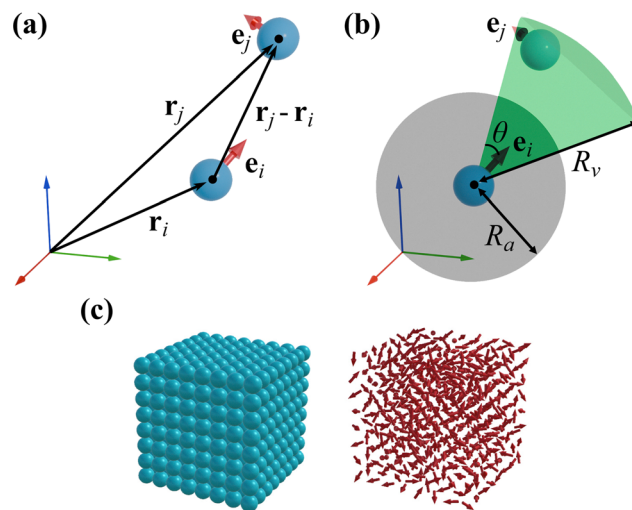 (a)
e_j
r_j
r_j - r_i
e_i
r_i
(b)
e_j
θ
e_i
R_v
R_a
(c)